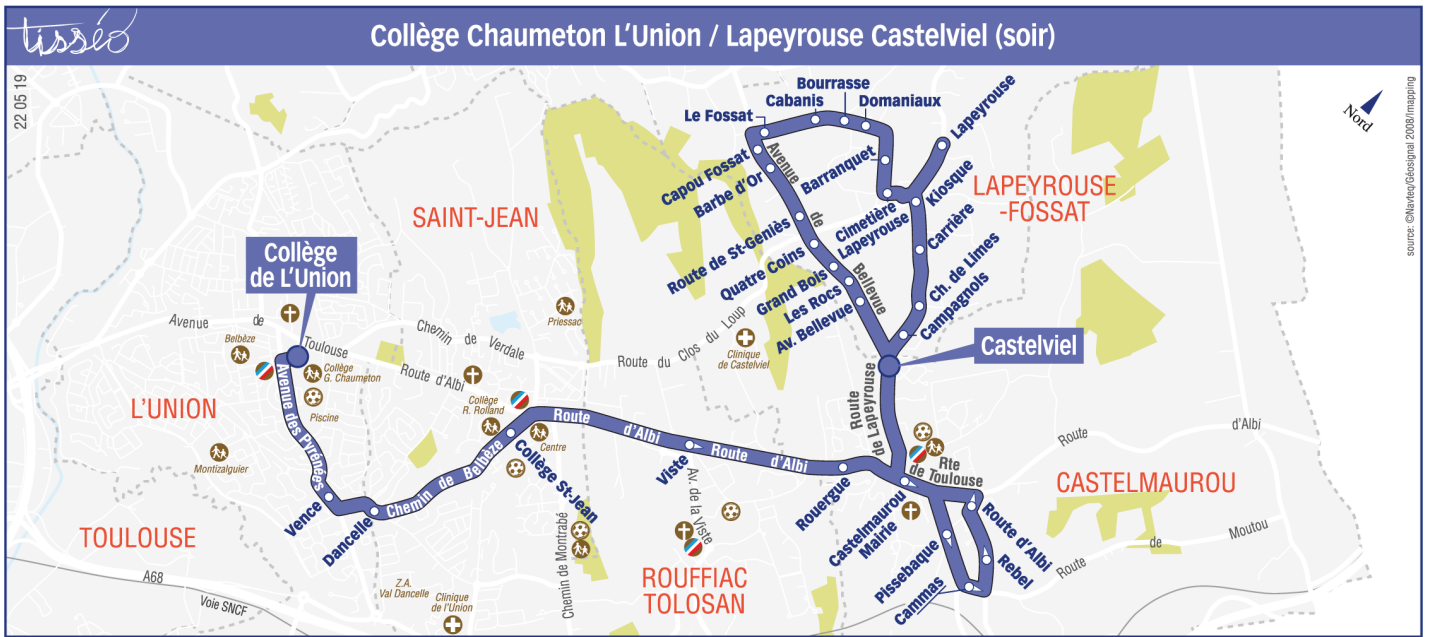 tisséo
Collège Chaumeton L'Union / Lapeyrouse Castelviel (soir)
22 05 19
Nord
source: ©Navteq/Géosignal 2008/Imapping
Bourrasse
Cabanis
Domaniaux
Le Fossat
Lapeyrouse
Avenue
de
Bellevue
Capou Fossat
Barbe d'Or
Barranquet
Kiosque
LAPEYROUSE
-FOSSAT
SAINT-JEAN
Cimetière
Lapeyrouse
Carrière
Route de St-Geniès
Quatre Coins
Grand Bois
Les Rocs
Av. Bellevue
Ch. de Limes
Campagnols
Castelviel
Collège
de L'Union
Avenue de Toulouse
Belbèze
Collège
G. Chaumeton
Piscine
Priessac
Chemin de Verdale
Route d'Albi
Route du Clos du Loup
Clinique
de Castelviel
Route
de Lapeyrouse
L'UNION
Montizalguier
Avenue des Pyrénées
Collège
R. Rolland
Centre
Route d'Albi
Route d'Albi
Chemin de Belbèze
Collège St-Jean
Viste
Rouergue
Av. de la Viste
Rte
de Toulouse
Route d'Albi
CASTELMAUROU
Castelmaurou
Mairie
Vence
Dancelle
TOULOUSE
A68
Voie SNCF
Z.A.
Val Dancelle
Clinique
de l'Union
Chemin de Montrabé
ROUFFIAC
TOLOSAN
Pissebaque
Cammas
Rebel
Route d'Albi
Route de Moutou